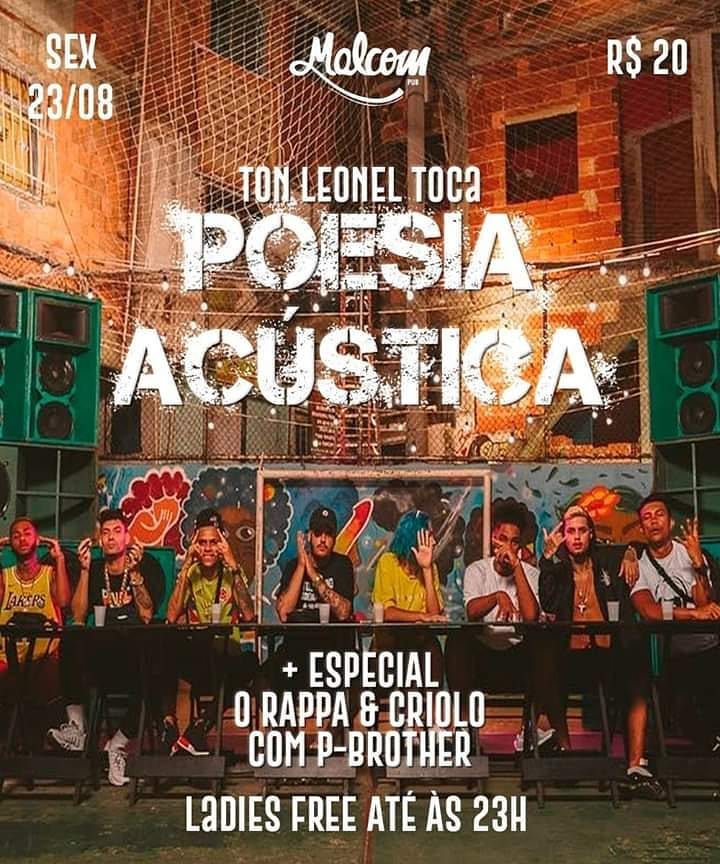 SEX
23/08
Malcom
PUB
R$ 20
TON LEONEL TOCA
POESIA
ACÚSTICA
LAKERS
+ ESPECIAL
O RAPPA & CRIOLO
COM P-BROTHER
LADIES FREE ATÉ ÀS 23H